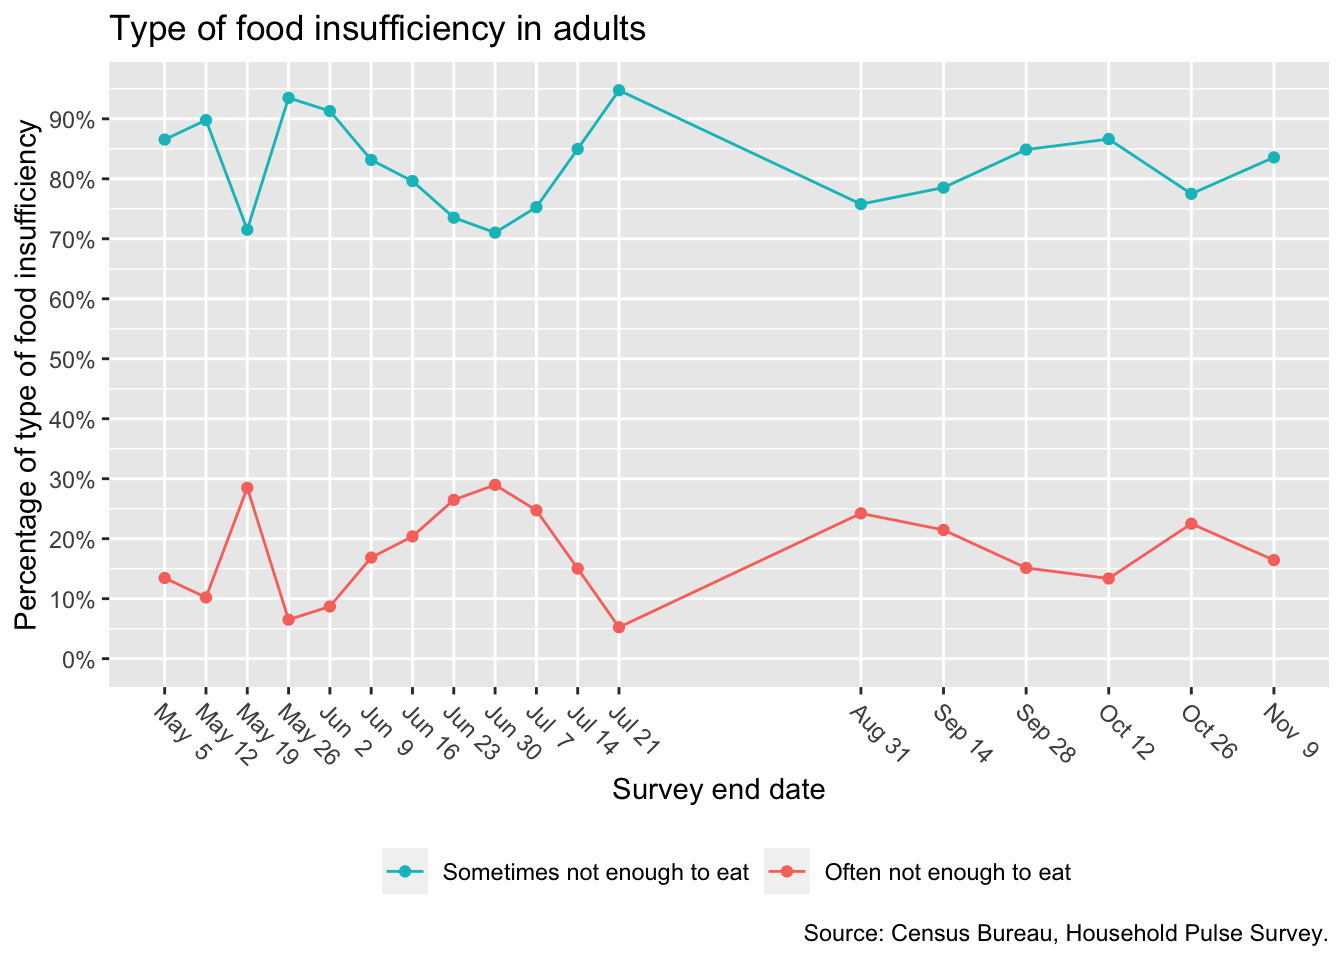 Type of food insufficiency in adults
Percentage of type of food insufficiency
90%
80%
70%
60%
50%
40%
30%
20%
10%
0%
May 5
May 12
May 19
May 26
Jun 2
Jun 9
Jun 16
Jun 23
Jun 30
Jul 7
Jul 14
Jul 21
Aug 31
Sep 14
Sep 28
Oct 12
Oct 26
Nov 9
Survey end date
Sometimes not enough to eat
Often not enough to eat
Source: Census Bureau, Household Pulse Survey.